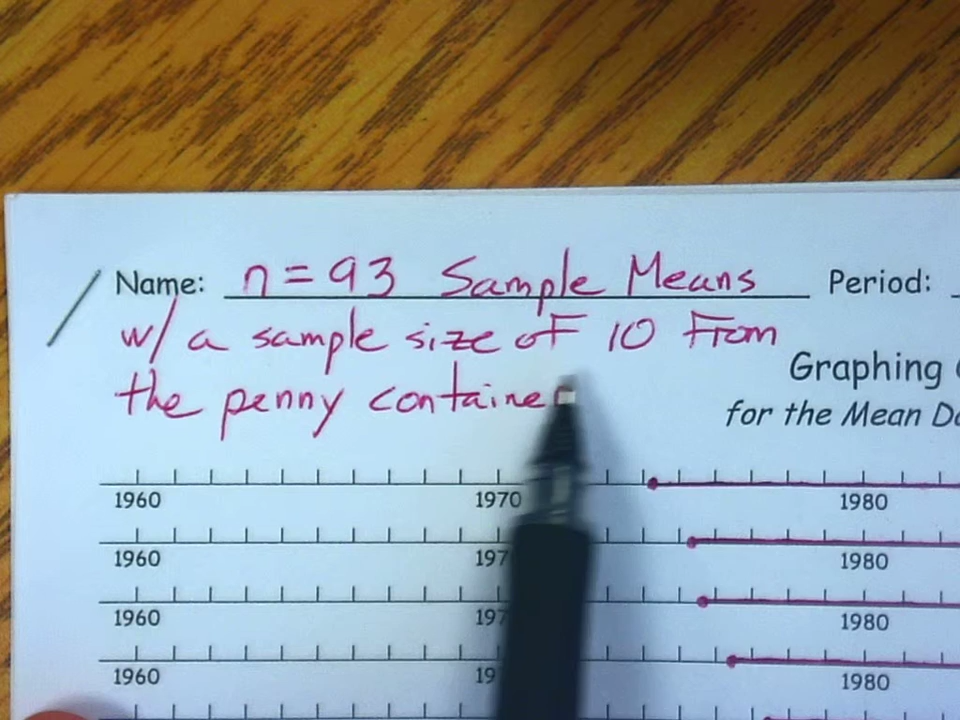 Name: n = 93 Sample Means Period:
w/ a sample size of 10 From
the penny container
Graphing
for the Mean
1960 1970 1980
1960 1980
1960 1980
1960 1980